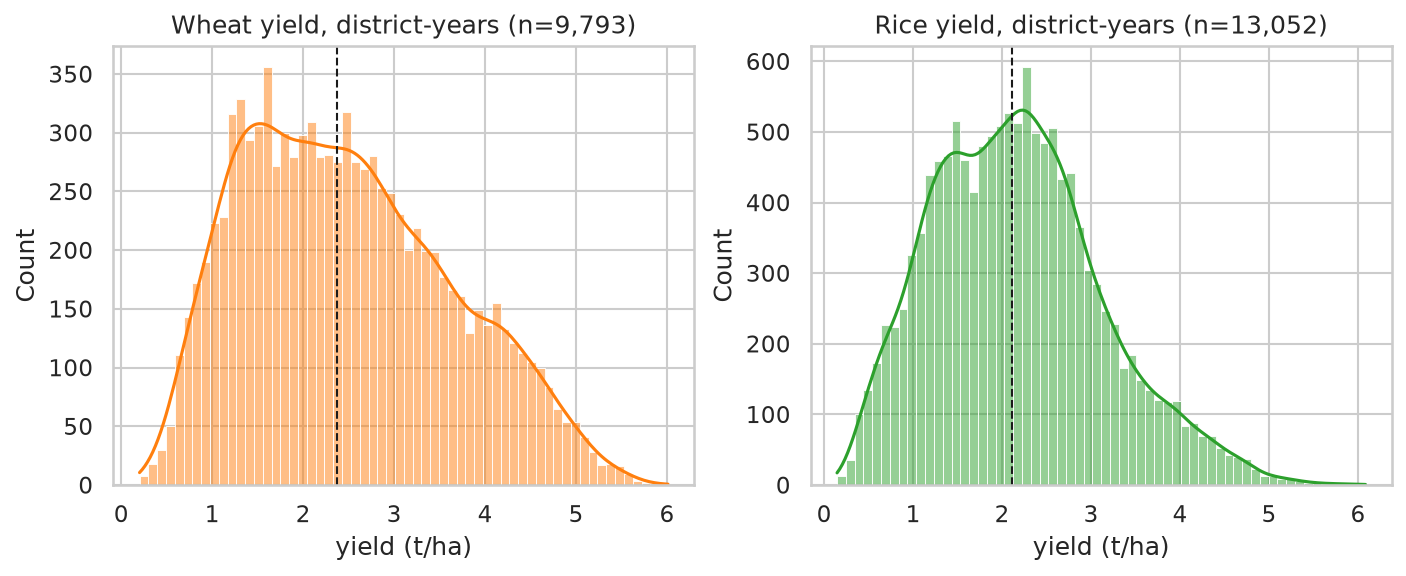 Wheat yield, district-years (n=9,793)
350
300
250
200
150
100
50
0
Count
0 1 2 3 4 5 6
yield (t/ha)
Rice yield, district-years (n=13,052)
600
500
400
300
200
100
0
Count
0 1 2 3 4 5 6
yield (t/ha)